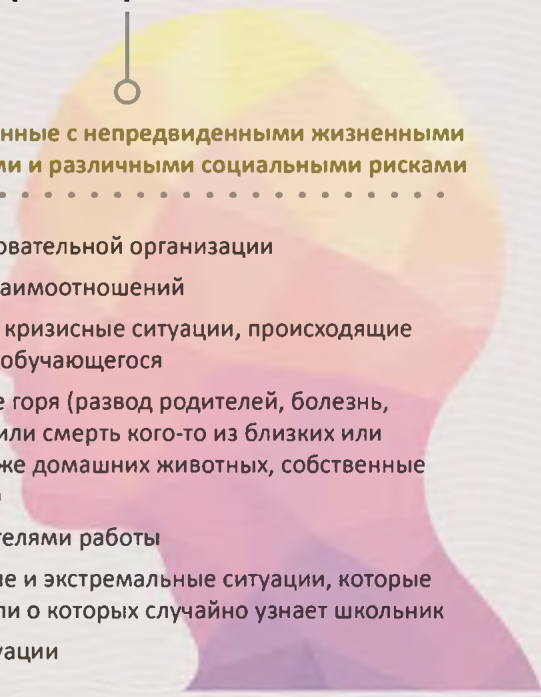 нные с непредвиденными жизненными
ми и различными социальными рисками
овательной организации
аимоотношений
кризисные ситуации, происходящие
обучающегося
е горя (развод родителей, болезнь,
или смерть кого-то из близких или
же домашних животных, собственные
телями работы
ые и экстремальные ситуации, которые
ли о которых случайно узнает школьник
уации